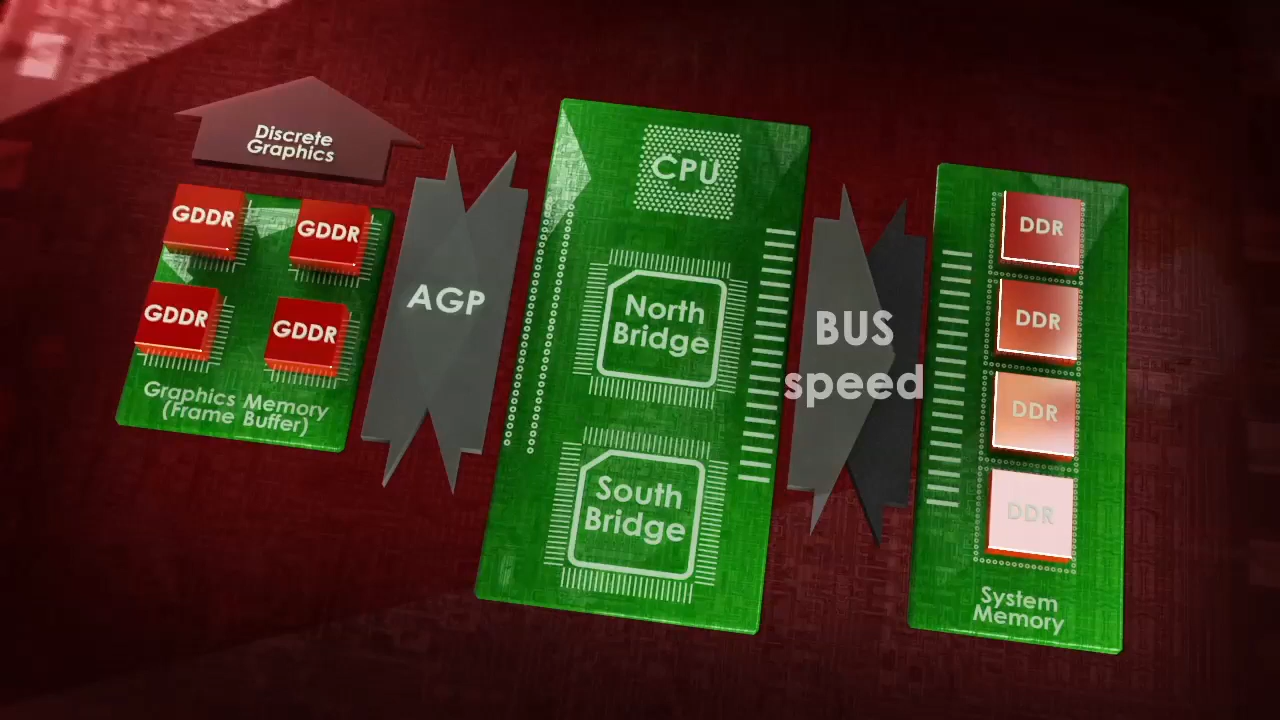 Discrete
Graphics
GDDR
GDDR
GDDR
GDDR
Graphics Memory
(Frame Buffer)
AGP
CPU
North
Bridge
South
Bridge
BUS
speed
DDR
DDR
DDR
DDR
System
Memory